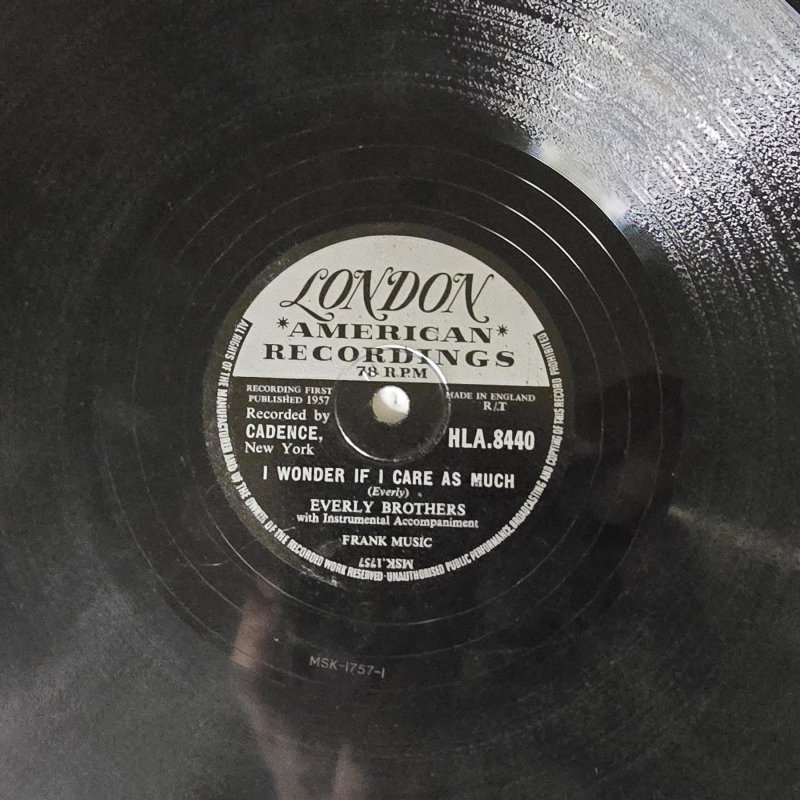 LONDON
*AMERICAN*
RECORDINGS
78 RPM
RECORDING FIRST
PUBLISHED 1957
MADE IN ENGLAND
R/T
Recorded by
CADENCE,
New York
HLA.8440
I WONDER IF I CARE AS MUCH
(Everly)
EVERLY BROTHERS
with Instrumental Accompaniment
FRANK MUSIC
MSK.1757
ALL RIGHTS OF THE MANUFACTURER AND OF THE OWNERS OF THE RECORDED WORK RESERVED · UNAUTHORISED PUBLIC PERFORMANCE, BROADCASTING AND COPYING OF THIS RECORD PROHIBITED
MSK-1757-1